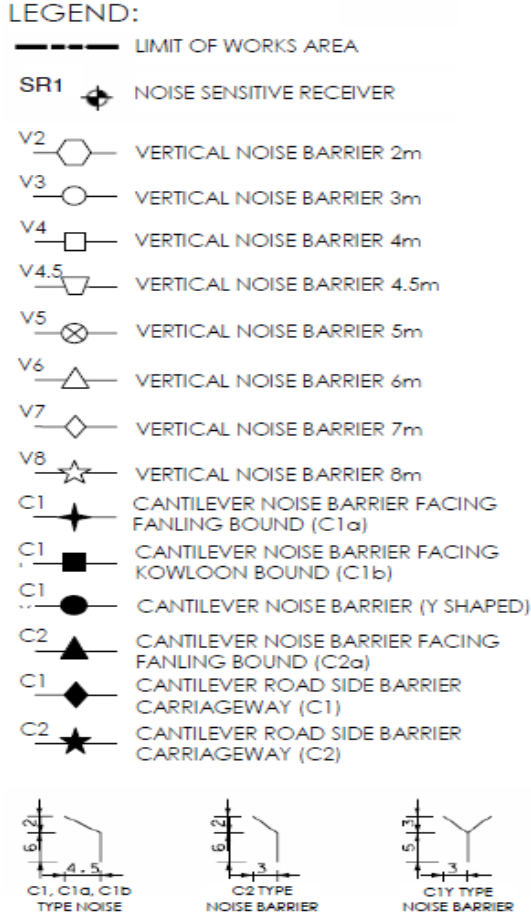 LEGEND:
LIMIT OF WORKS AREA
SR1 NOISE SENSITIVE RECEIVER
V2 VERTICAL NOISE BARRIER 2m
V3 VERTICAL NOISE BARRIER 3m
V4 VERTICAL NOISE BARRIER 4m
V4.5 VERTICAL NOISE BARRIER 4.5m
V5 VERTICAL NOISE BARRIER 5m
V6 VERTICAL NOISE BARRIER 6m
V7 VERTICAL NOISE BARRIER 7m
V8 VERTICAL NOISE BARRIER 8m
C1 CANTILEVER NOISE BARRIER FACING
FANLING BOUND (C1a)
C1 CANTILEVER NOISE BARRIER FACING
KOWLOON BOUND (C1b)
C1 CANTILEVER NOISE BARRIER (Y SHAPED)
C2 CANTILEVER NOISE BARRIER FACING
FANLING BOUND (C2a)
C1 CANTILEVER ROAD SIDE BARRIER
CARRIAGEWAY (C1)
C2 CANTILEVER ROAD SIDE BARRIER
CARRIAGEWAY (C2)
2 2 3
6 6 5
4.5 3 3
C1, C1a, C1b C2 TYPE C1Y TYPE
TYPE NOISE NOISE BARRIER NOISE BARRIER